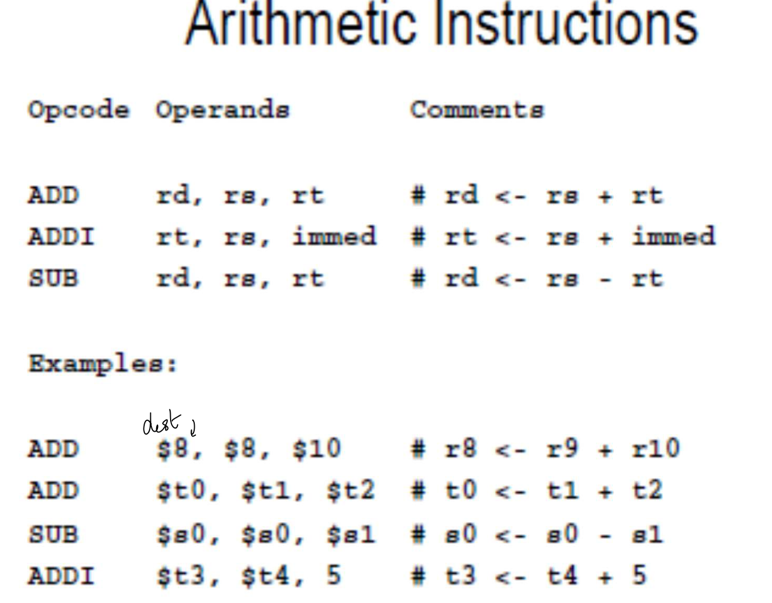 Arithmetic Instructions
Opcode Operands Comments
ADD rd, rs, rt # rd <- rs + rt
ADDI rt, rs, immed # rt <- rs + immed
SUB rd, rs, rt # rd <- rs - rt
Examples:
dest ↓
ADD $8, $8, $10 # r8 <- r9 + r10
ADD $t0, $t1, $t2 # t0 <- t1 + t2
SUB $s0, $s0, $s1 # s0 <- s0 - s1
ADDI $t3, $t4, 5 # t3 <- t4 + 5